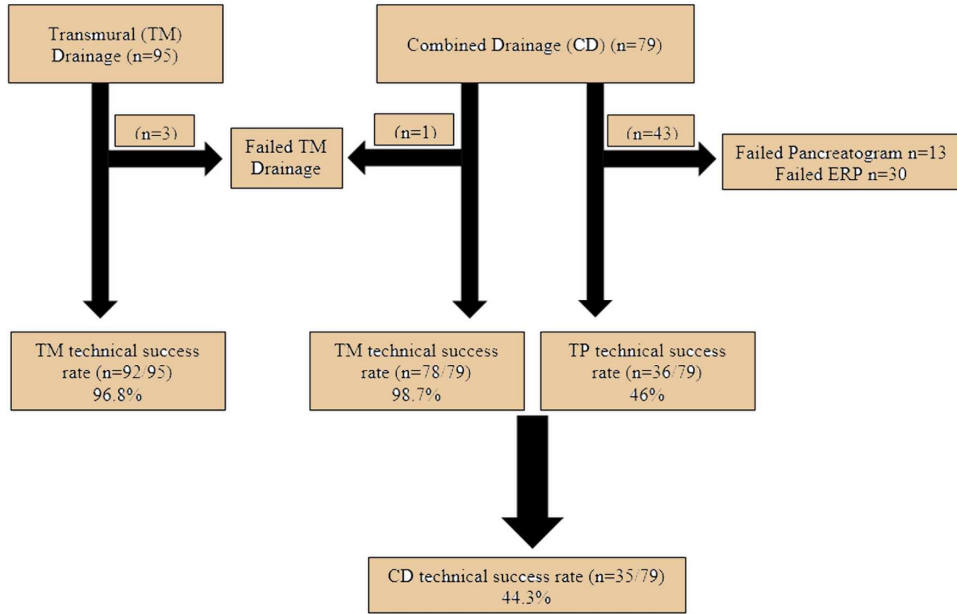 Transmural (TM)
Drainage (n=95)
Combined Drainage (CD) (n=79)
(n=3)
(n=1)
(n=43)
Failed TM
Drainage
Failed Pancreatogram n=13
Failed ERP n=30
TM technical success
rate (n=92/95)
96.8%
TM technical success
rate (n=78/79)
98.7%
TP technical success
rate (n=36/79)
46%
CD technical success rate (n=35/79)
44.3%